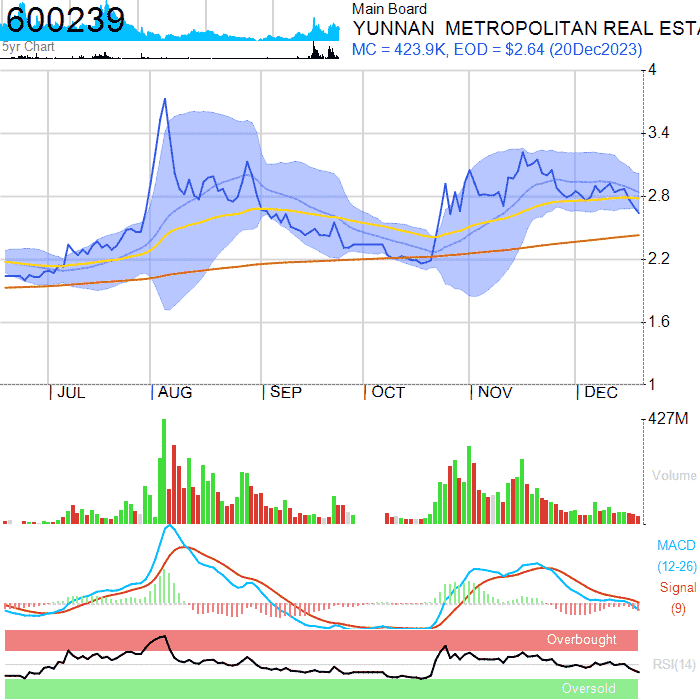 600239
5yr Chart
Main Board
YUNNAN METROPOLITAN REAL ESTA
MC = 423.9K, EOD = $2.64 (20Dec2023)
4
3.4
2.8
2.2
1.6
1
JUL AUG SEP OCT NOV DEC
427M
Volume
MACD
(12-26)
Signal
(9)
Overbought
RSI(14)
Oversold